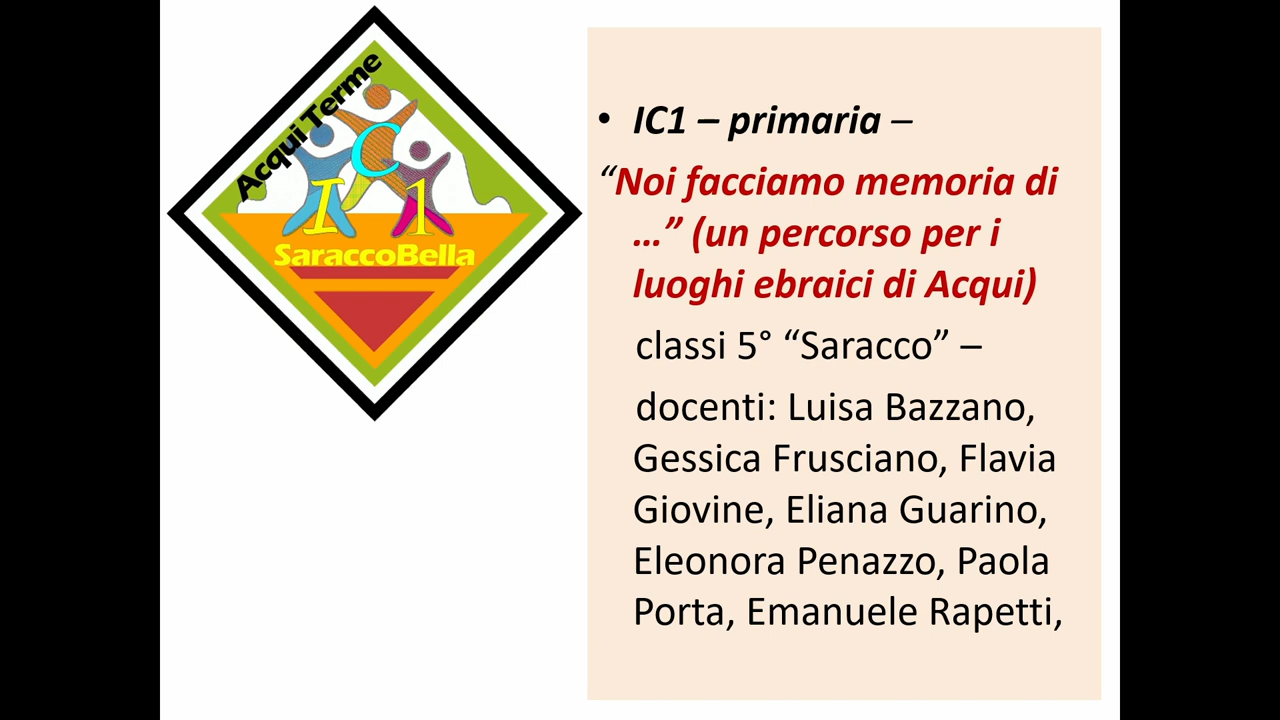 Acqui Terme
I C 1
SaraccoBella
• IC1 – primaria –
“Noi facciamo memoria di
...” (un percorso per i
luoghi ebraici di Acqui)
classi 5° “Saracco” –
docenti: Luisa Bazzano,
Gessica Frusciano, Flavia
Giovine, Eliana Guarino,
Eleonora Penazzo, Paola
Porta, Emanuele Rapetti,